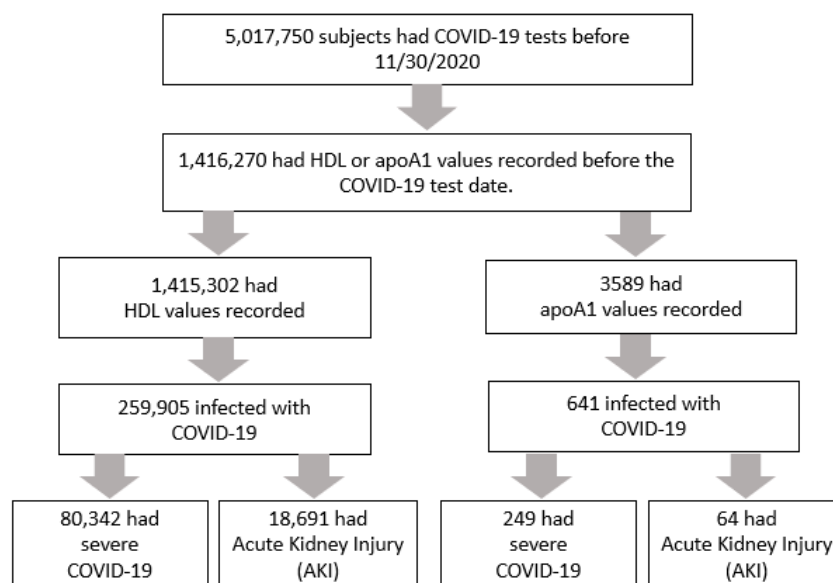 5,017,750 subjects had COVID-19 tests before
11/30/2020
1,416,270 had HDL or apoA1 values recorded before the
COVID-19 test date.
1,415,302 had
HDL values recorded
3589 had
apoA1 values recorded
259,905 infected with
COVID-19
641 infected with
COVID-19
80,342 had
severe
COVID-19
18,691 had
Acute Kidney Injury
(AKI)
249 had
severe
COVID-19
64 had
Acute Kidney Injury
(AKI)